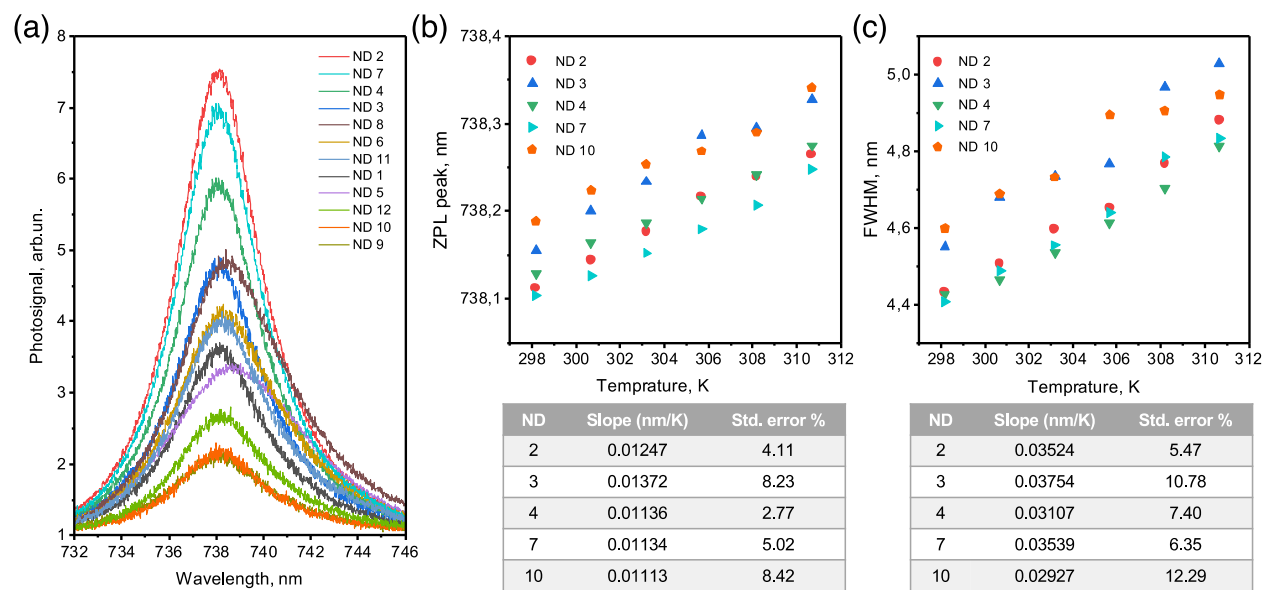 (a)
8
7
6
5
4
3
2
1
Photosignal, arb.un.
732 734 736 738 740 742 744 746
Wavelength, nm
ND 2
ND 7
ND 4
ND 3
ND 8
ND 6
ND 11
ND 1
ND 5
ND 12
ND 10
ND 9
(b)
738,4
738,3
738,2
738,1
ZPL peak, nm
ND 2
ND 3
ND 4
ND 7
ND 10
298 300 302 304 306 308 310 312
Temprature, K
ND Slope (nm/K) Std. error %
2 0.01247 4.11
3 0.01372 8.23
4 0.01136 2.77
7 0.01134 5.02
10 0.01113 8.42
(c)
5,0
4,8
4,6
4,4
FWHM, nm
ND 2
ND 3
ND 4
ND 7
ND 10
298 300 302 304 306 308 310 312
Temprature, K
ND Slope (nm/K) Std. error %
2 0.03524 5.47
3 0.03754 10.78
4 0.03107 7.40
7 0.03539 6.35
10 0.02927 12.29